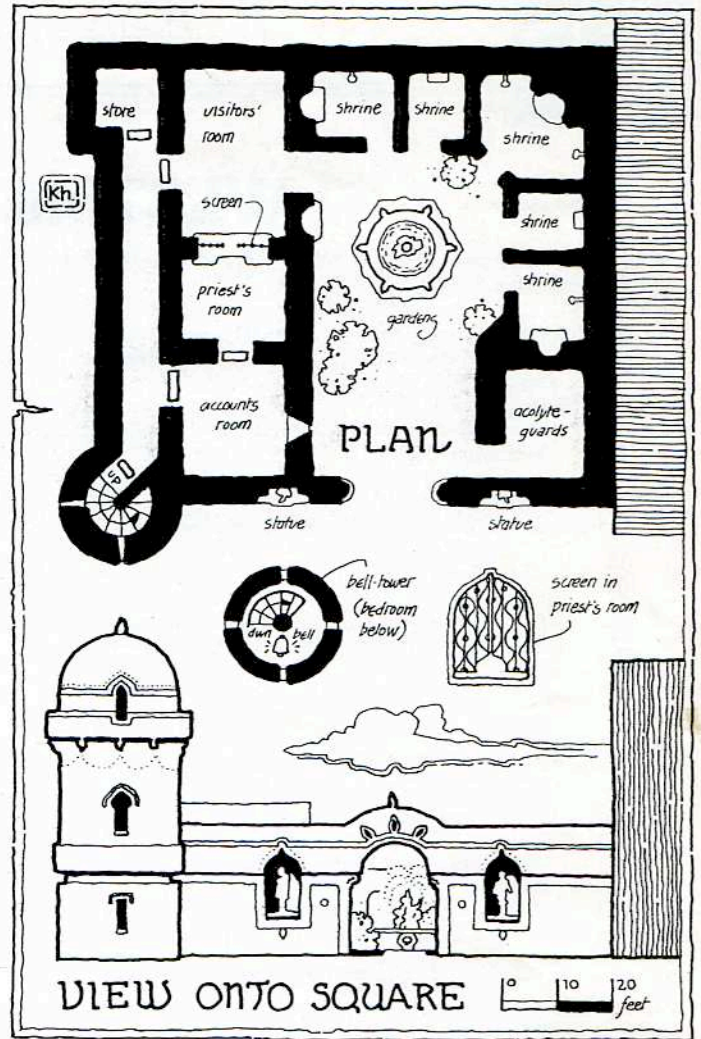 store
visitors'
room
shrine
shrine
shrine
Kh.
screen
shrine
priest's
room
shrine
gardens
accounts
room
PLAN
acolyte-
guards
up
statue
statue
bell-tower
(bedroom
below)
dwn
bell
screen in
priest's room
VIEW ONTO SQUARE
0 10 20
feet